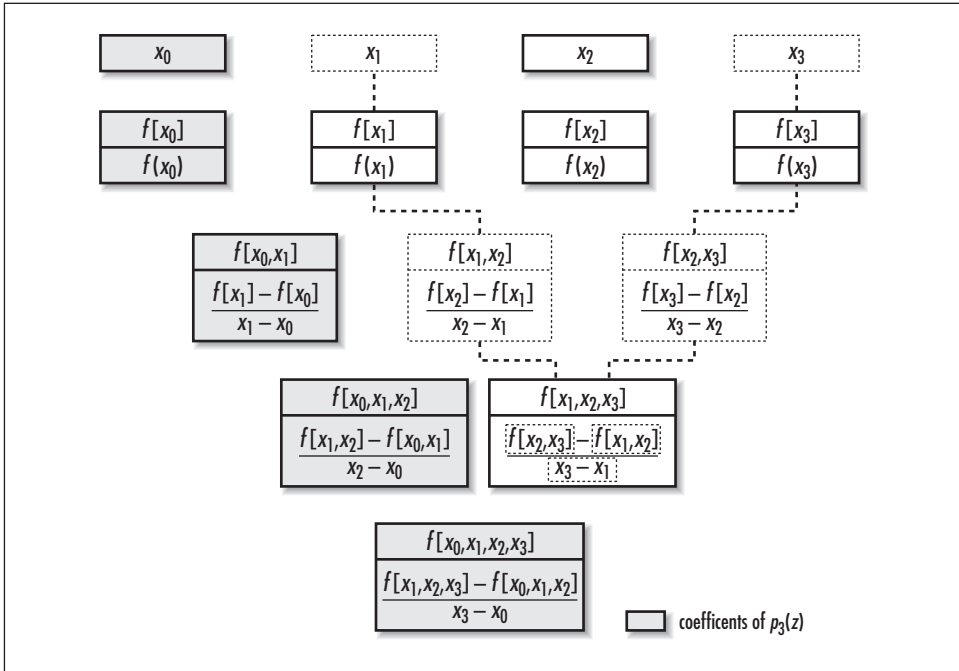 x₀ x₁ x₂ x₃
f[x₀] f[x₁] f[x₂] f[x₃]
f(x₀) f(x₁) f(x₂) f(x₃)
f[x₀,x₁] f[x₁,x₂] f[x₂,x₃]
f[x₁] – f[x₀] f[x₂] – f[x₁] f[x₃] – f[x₂]
x₁ – x₀ x₂ – x₁ x₃ – x₂
f[x₀,x₁,x₂] f[x₁,x₂,x₃]
f[x₁,x₂] – f[x₀,x₁] f[x₂,x₃] – f[x₁,x₂]
x₂ – x₀ x₃ – x₁
f[x₀,x₁,x₂,x₃]
f[x₁,x₂,x₃] – f[x₀,x₁,x₂]
x₃ – x₀
coefficents of p₃(z)